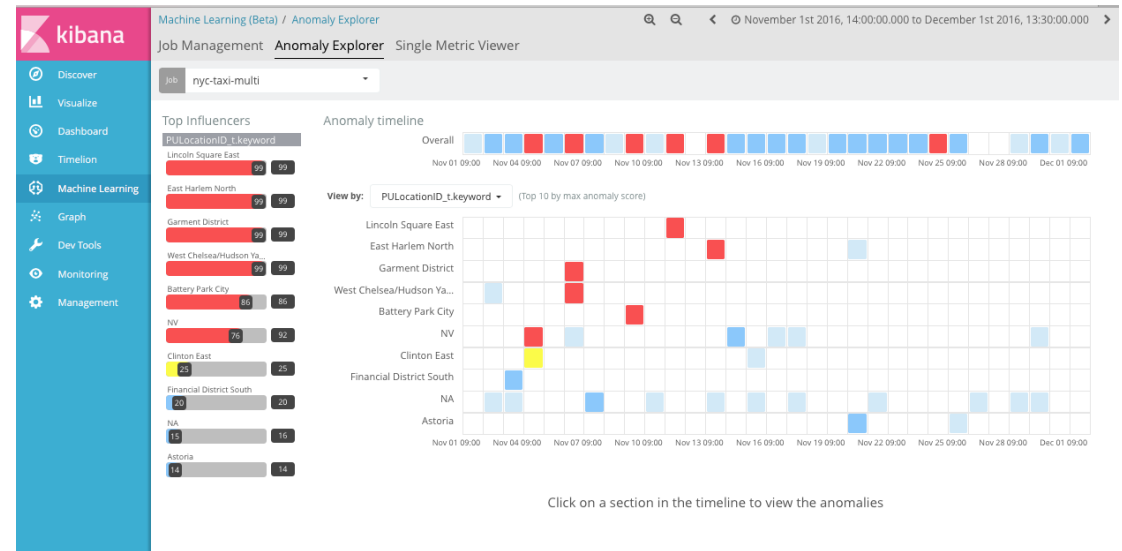 kibana
Discover
Visualize
Dashboard
Timelion
Machine Learning
Graph
Dev Tools
Monitoring
Management
Machine Learning (Beta) / Anomaly Explorer
November 1st 2016, 14:00:00.000 to December 1st 2016, 13:30:00.000
Job Management Anomaly Explorer Single Metric Viewer
Job nyc-taxi-multi
Top Influencers
PULocationID_t.keyword
Lincoln Square East
99 99
East Harlem North
99 99
Garment District
99 99
West Chelsea/Hudson Ya...
99 99
Battery Park City
86 86
NV
76 92
Clinton East
25 25
Financial District South
20 20
NA
15 16
Astoria
14 14
Anomaly timeline
Overall
Nov 01 09:00 Nov 04 09:00 Nov 07 09:00 Nov 10 09:00 Nov 13 09:00 Nov 16 09:00 Nov 19 09:00 Nov 22 09:00 Nov 25 09:00 Nov 28 09:00 Dec 01 09:00
View by: PULocationID_t.keyword (Top 10 by max anomaly score)
Lincoln Square East
East Harlem North
Garment District
West Chelsea/Hudson Ya...
Battery Park City
NV
Clinton East
Financial District South
NA
Astoria
Nov 01 09:00 Nov 04 09:00 Nov 07 09:00 Nov 10 09:00 Nov 13 09:00 Nov 16 09:00 Nov 19 09:00 Nov 22 09:00 Nov 25 09:00 Nov 28 09:00 Dec 01 09:00
Click on a section in the timeline to view the anomalies